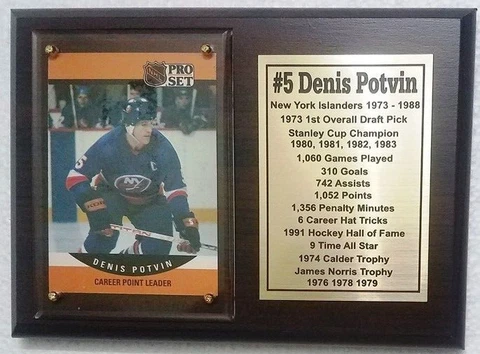 NHL
PRO
SET
NY
DENIS POTVIN
CAREER POINT LEADER
#5 Denis Potvin
New York Islanders 1973 - 1988
1973 1st Overall Draft Pick
Stanley Cup Champion
1980, 1981, 1982, 1983
1,060 Games Played
310 Goals
742 Assists
1,052 Points
1,356 Penalty Minutes
6 Career Hat Tricks
1991 Hockey Hall of Fame
9 Time All Star
1974 Calder Trophy
James Norris Trophy
1976 1978 1979